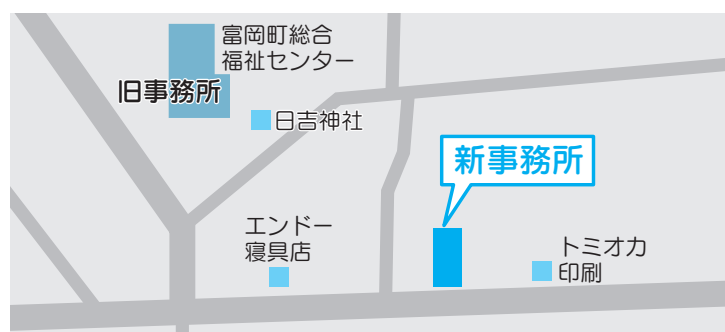 富岡町総合
福祉センター
旧事務所
日吉神社
新事務所
エンドー
寝具店
トミオカ
印刷